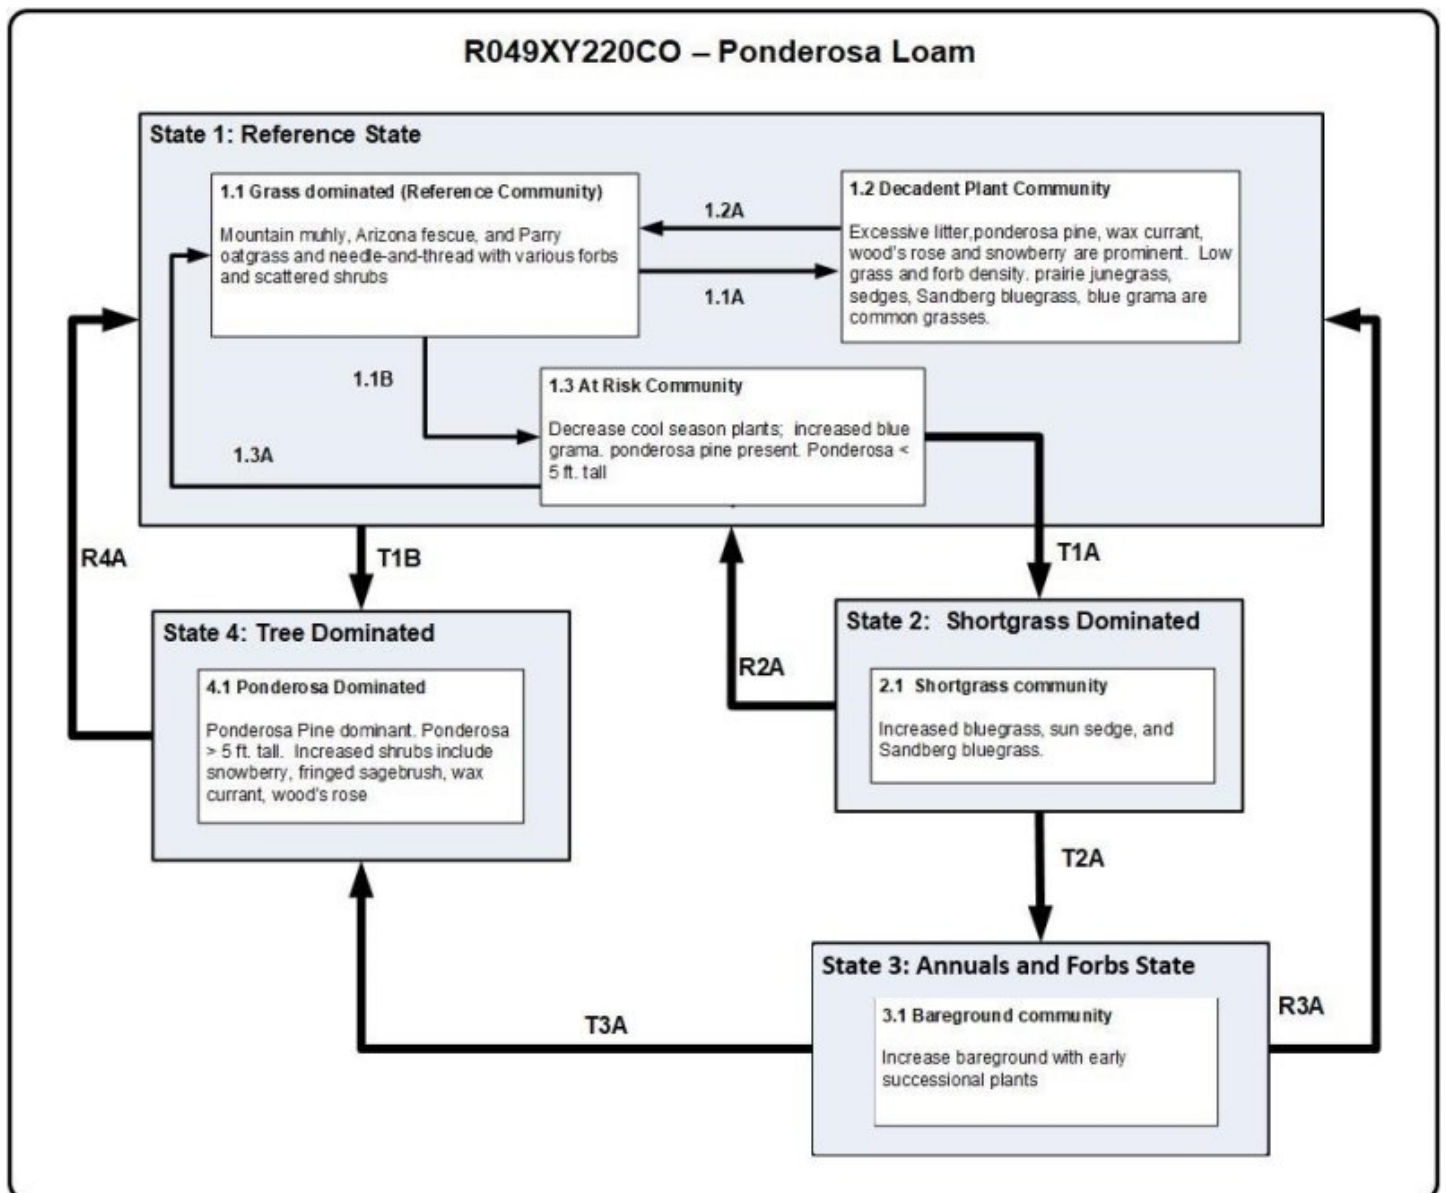 R049XY220CO – Ponderosa Loam
State 1: Reference State
1.1 Grass dominated (Reference Community)
Mountain muhly, Arizona fescue, and Parry
oatgrass and needle-and-thread with various forbs
and scattered shrubs
1.2A
1.1A
1.2 Decadent Plant Community
Excessive litter,ponderosa pine, wax currant,
wood's rose and snowberry are prominent. Low
grass and forb density. prairie junegrass,
sedges, Sandberg bluegrass, blue grama are
common grasses.
1.1B
1.3A
1.3 At Risk Community
Decrease cool season plants; increased blue
grama. ponderosa pine present. Ponderosa <
5 ft. tall
R4A
T1B
T1A
State 4: Tree Dominated
4.1 Ponderosa Dominated
Ponderosa Pine dominant. Ponderosa
> 5 ft. tall. Increased shrubs include
snowberry, fringed sagebrush, wax
currant, wood's rose
R2A
State 2: Shortgrass Dominated
2.1 Shortgrass community
Increased bluegrass, sun sedge, and
Sandberg bluegrass.
T2A
State 3: Annuals and Forbs State
3.1 Bareground community
Increase bareground with early
successional plants
T3A
R3A